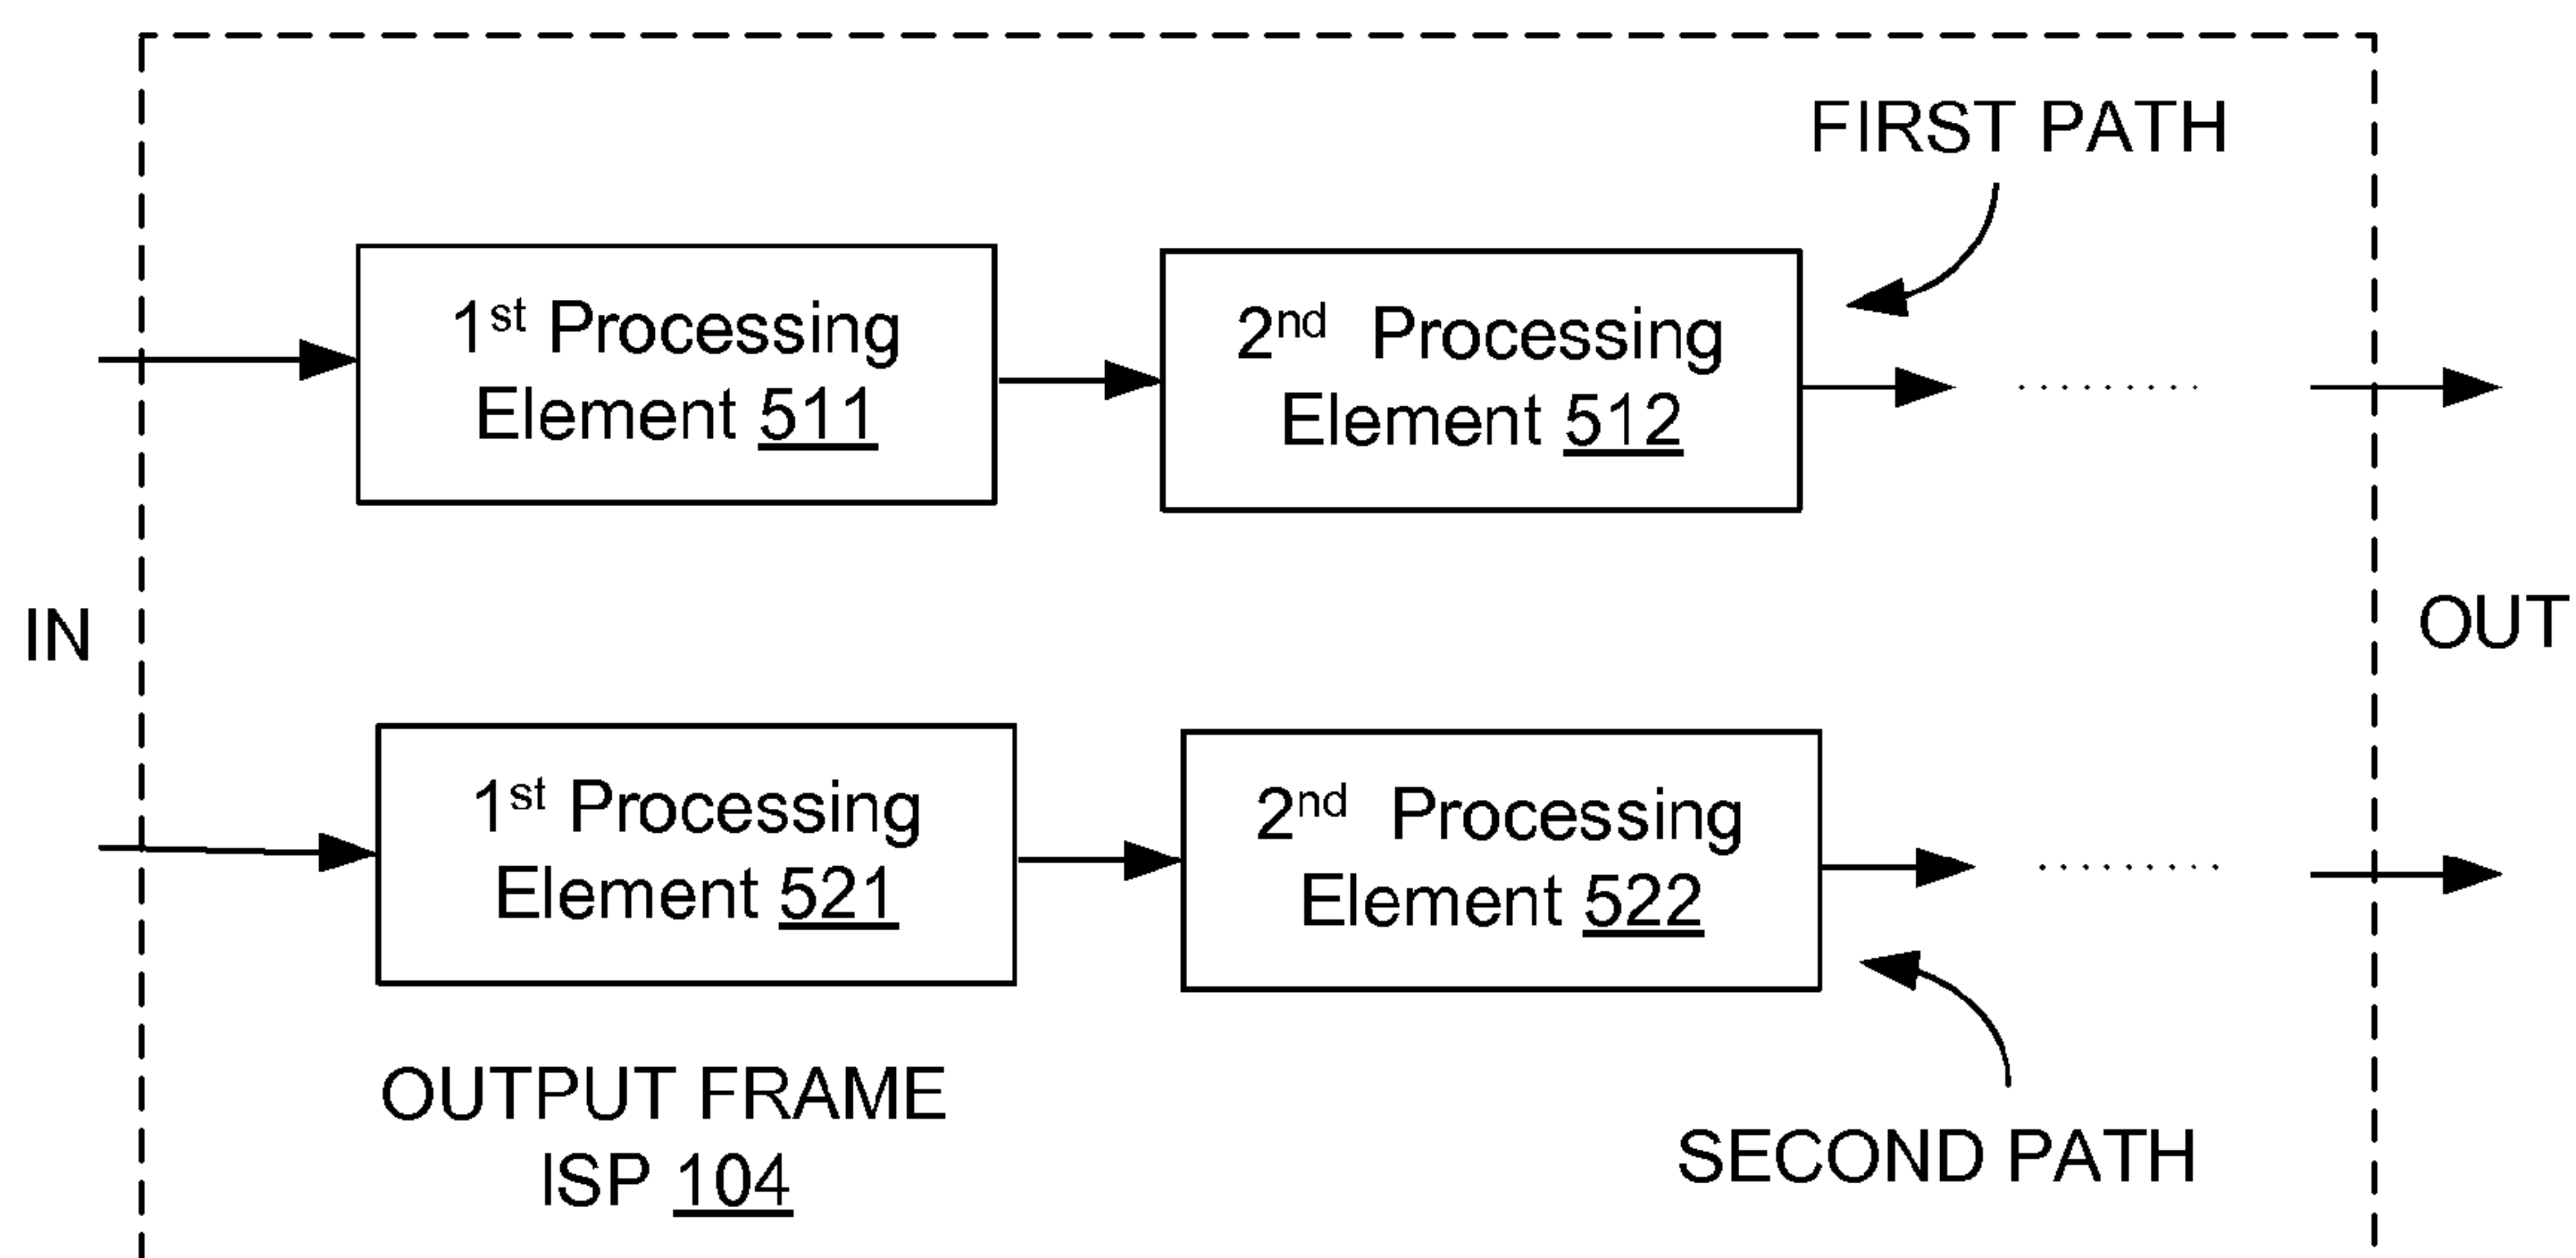 FIRST PATH
1st Processing
Element 511
2nd Processing
Element 512
IN
OUT
1st Processing
Element 521
2nd Processing
Element 522
OUTPUT FRAME
ISP 104
SECOND PATH